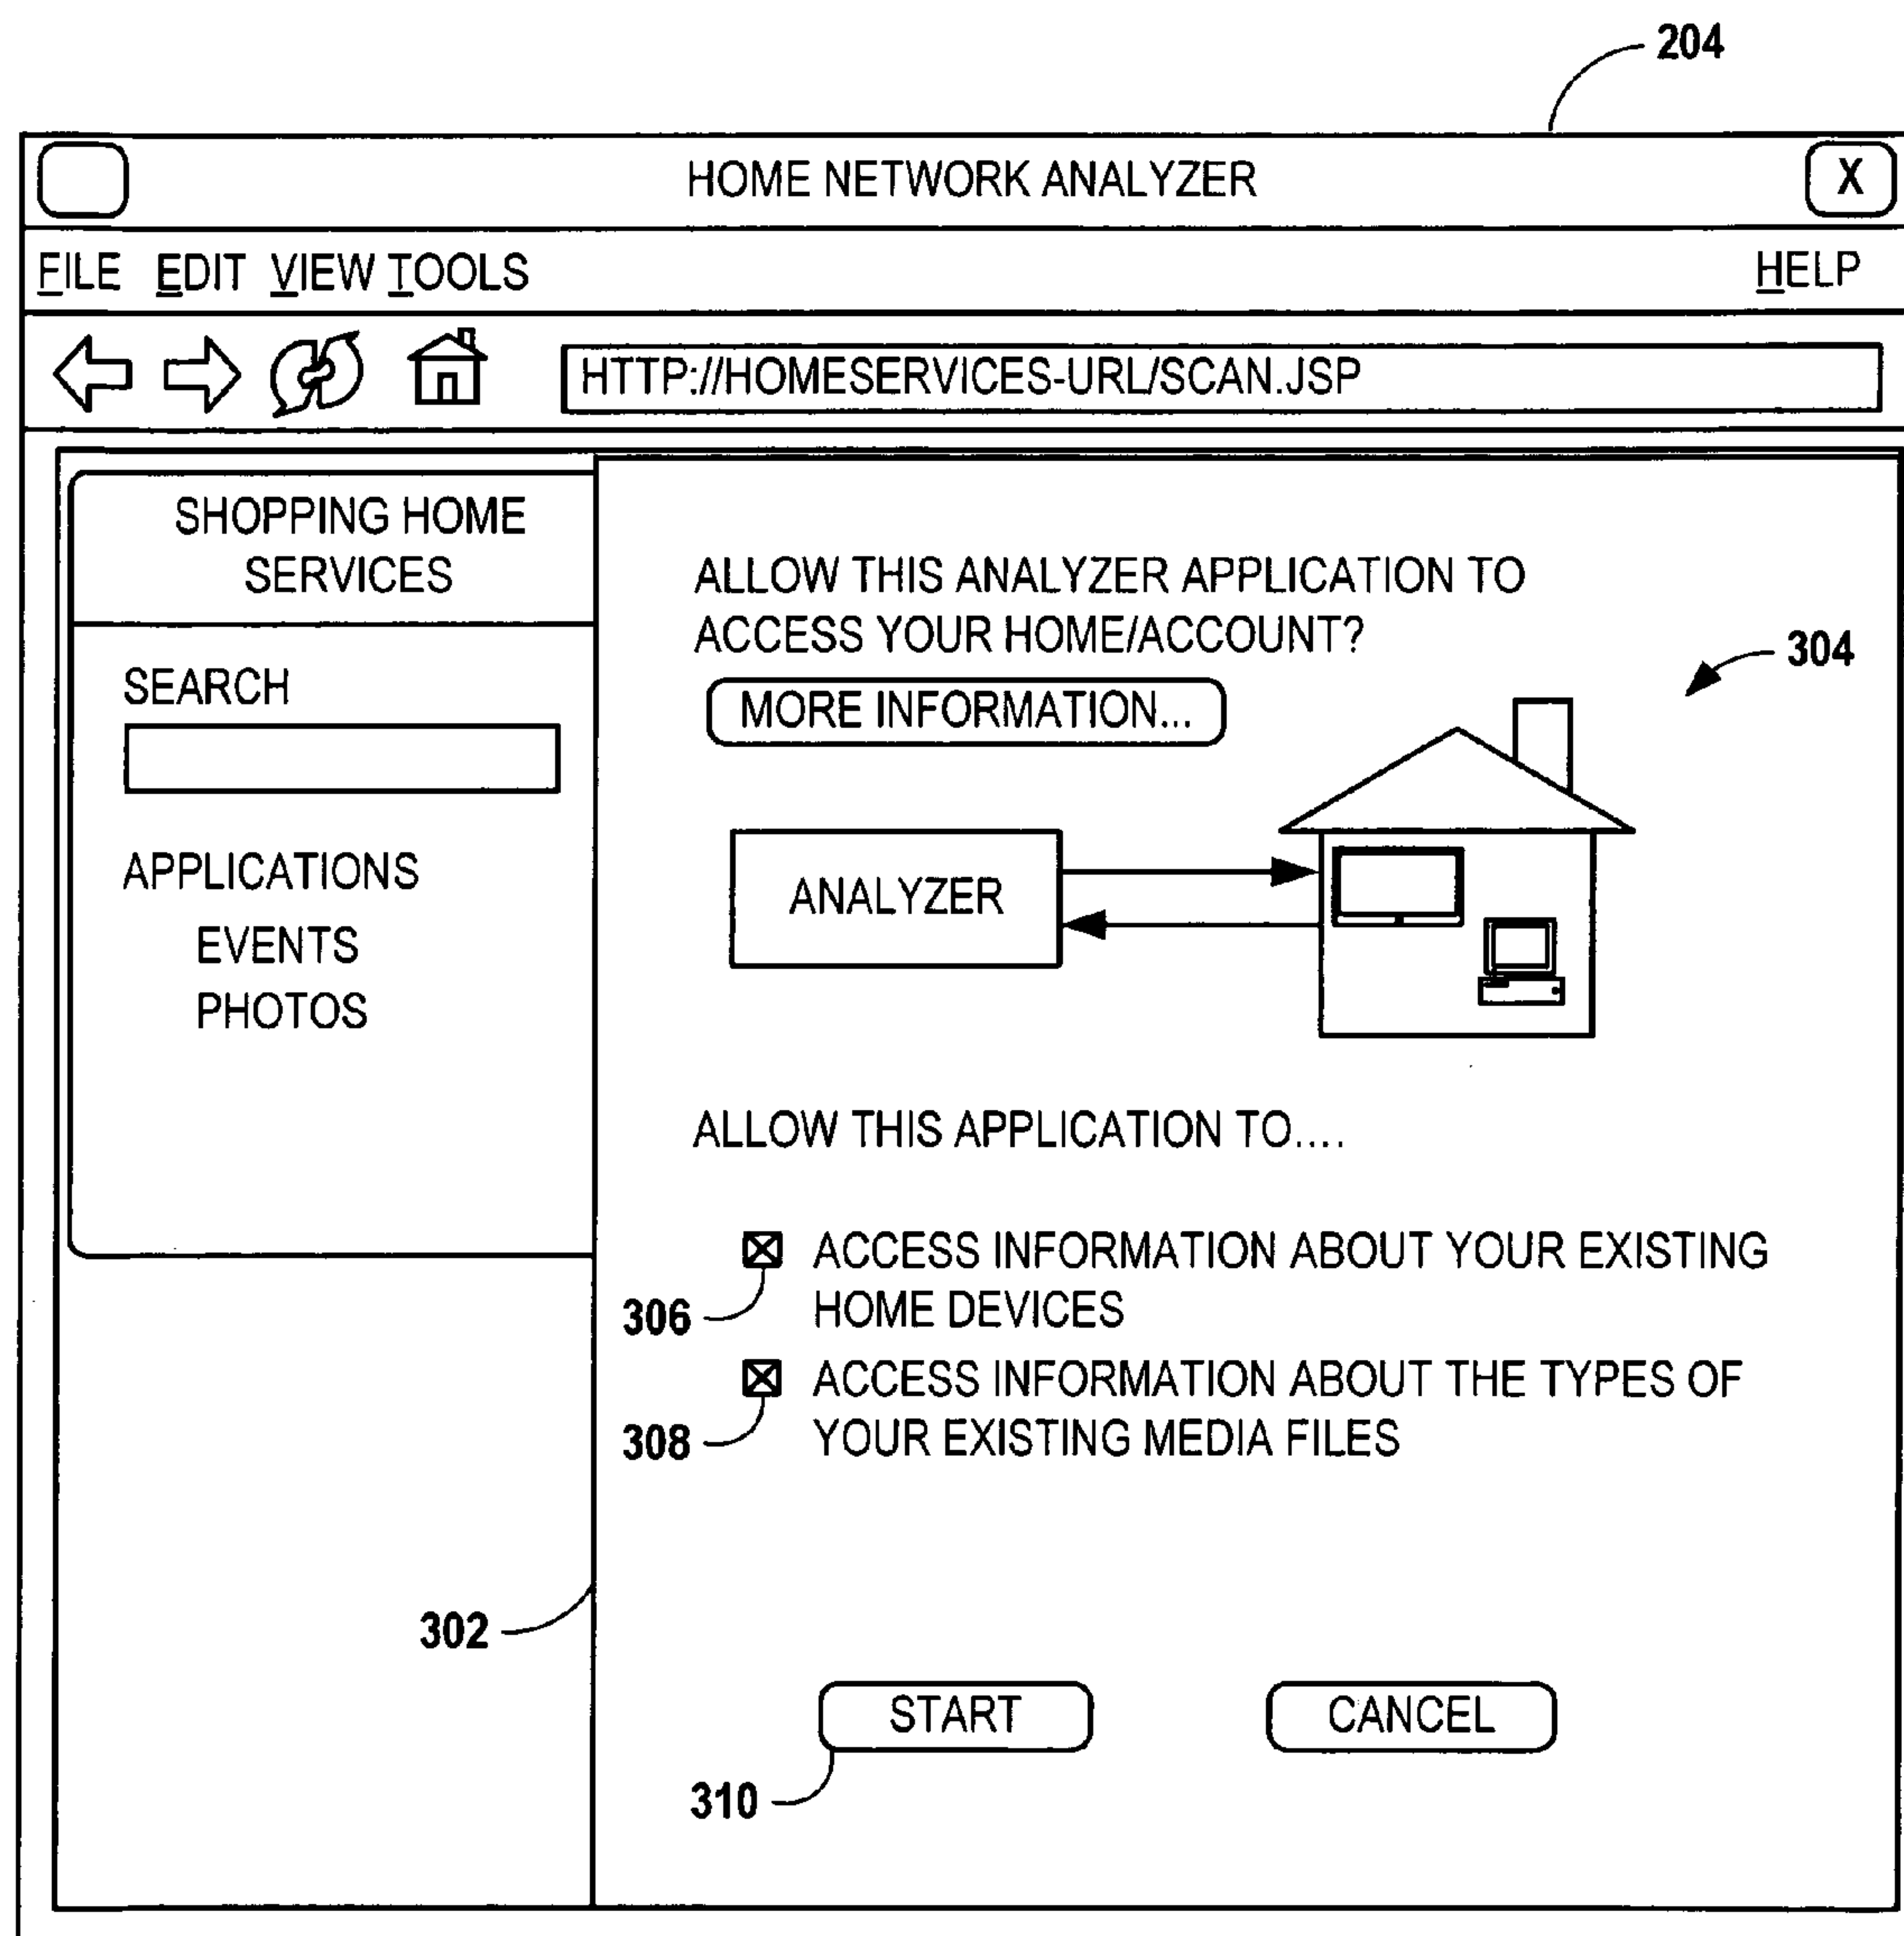 204
HOME NETWORK ANALYZER
X
FILE EDIT VIEW TOOLS
HELP
HTTP://HOMESERVICES-URL/SCAN.JSP
SHOPPING HOME
SERVICES
SEARCH
APPLICATIONS
EVENTS
PHOTOS
ALLOW THIS ANALYZER APPLICATION TO
ACCESS YOUR HOME/ACCOUNT?
304
MORE INFORMATION...
ANALYZER
ALLOW THIS APPLICATION TO....
ACCESS INFORMATION ABOUT YOUR EXISTING
HOME DEVICES
306
ACCESS INFORMATION ABOUT THE TYPES OF
YOUR EXISTING MEDIA FILES
308
302
START
CANCEL
310